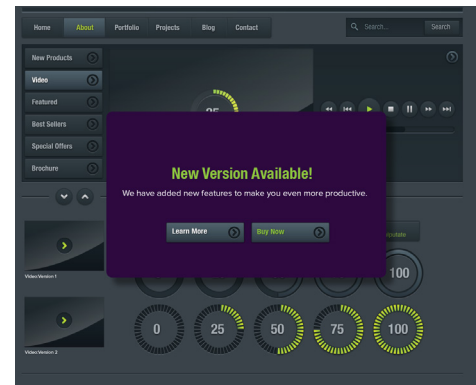 Home About Portfolio Projects Blog Contact Search... Search
New Products
Video
Featured
Best Sellers
Special Offers
Brochure
New Version Available!
We have added new features to make you even more productive.
Learn More Buy Now
100
Video Version 1
0 25 50 75 100
Video Version 2